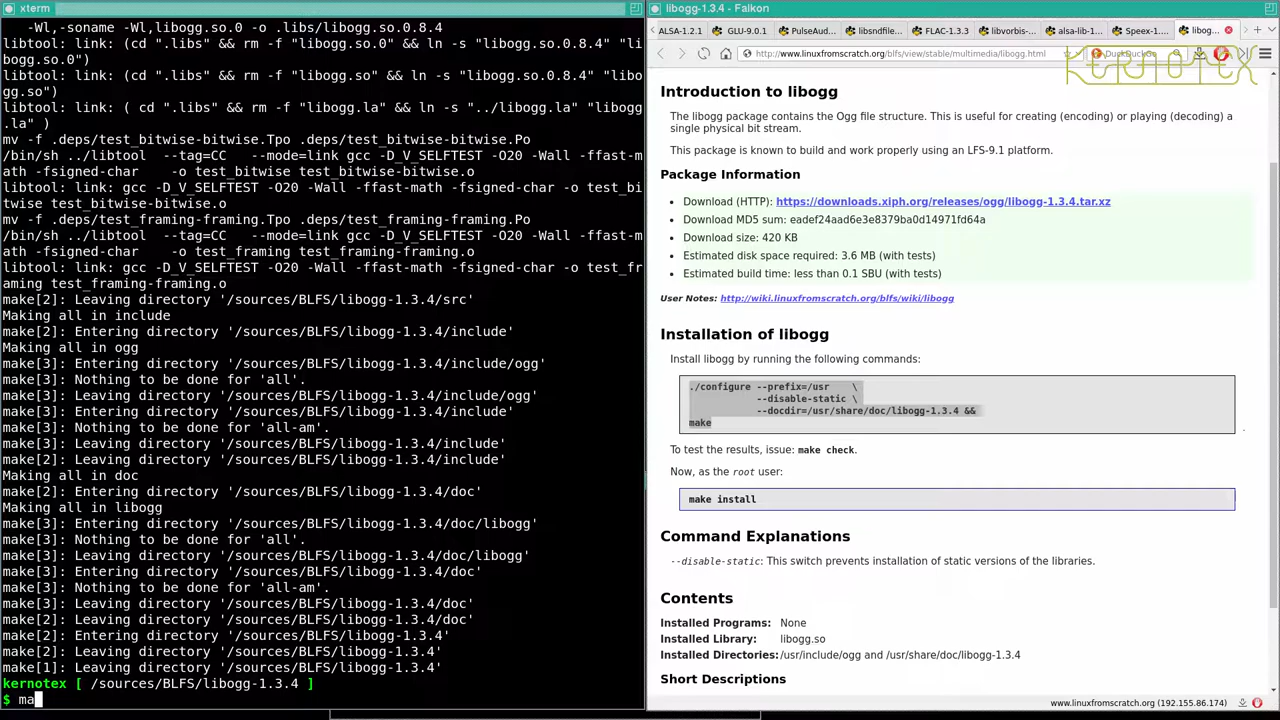 xterm
-Wl,-soname -Wl,libogg.so.0 -o .libs/libogg.so.0.8.4
libtool: link: (cd ".libs" && rm -f "libogg.so.0" && ln -s "libogg.so.0.8.4" "li
bogg.so.0")
libtool: link: (cd ".libs" && rm -f "libogg.so" && ln -s "libogg.so.0.8.4" "libo
gg.so")
libtool: link: ( cd ".libs" && rm -f "libogg.la" && ln -s "../libogg.la" "libogg
.la" )
mv -f .deps/test_bitwise-bitwise.Tpo .deps/test_bitwise-bitwise.Po
/bin/sh ../libtool  --tag=CC   --mode=link gcc -D_V_SELFTEST -O20 -Wall -ffast-m
ath -fsigned-char   -o test_bitwise test_bitwise-bitwise.o
libtool: link: gcc -D_V_SELFTEST -O20 -Wall -ffast-math -fsigned-char -o test_bi
twise test_bitwise-bitwise.o
mv -f .deps/test_framing-framing.Tpo .deps/test_framing-framing.Po
/bin/sh ../libtool  --tag=CC   --mode=link gcc -D_V_SELFTEST -O20 -Wall -ffast-m
ath -fsigned-char   -o test_framing test_framing-framing.o
libtool: link: gcc -D_V_SELFTEST -O20 -Wall -ffast-math -fsigned-char -o test_fr
aming test_framing-framing.o
make[2]: Leaving directory '/sources/BLFS/libogg-1.3.4/src'
Making all in include
make[2]: Entering directory '/sources/BLFS/libogg-1.3.4/include'
Making all in ogg
make[3]: Entering directory '/sources/BLFS/libogg-1.3.4/include/ogg'
make[3]: Nothing to be done for 'all'.
make[3]: Leaving directory '/sources/BLFS/libogg-1.3.4/include/ogg'
make[3]: Entering directory '/sources/BLFS/libogg-1.3.4/include'
make[3]: Nothing to be done for 'all-am'.
make[3]: Leaving directory '/sources/BLFS/libogg-1.3.4/include'
make[2]: Leaving directory '/sources/BLFS/libogg-1.3.4/include'
Making all in doc
make[2]: Entering directory '/sources/BLFS/libogg-1.3.4/doc'
Making all in libogg
make[3]: Entering directory '/sources/BLFS/libogg-1.3.4/doc/libogg'
make[3]: Nothing to be done for 'all'.
make[3]: Leaving directory '/sources/BLFS/libogg-1.3.4/doc/libogg'
make[3]: Entering directory '/sources/BLFS/libogg-1.3.4/doc'
make[3]: Nothing to be done for 'all-am'.
make[3]: Leaving directory '/sources/BLFS/libogg-1.3.4/doc'
make[2]: Leaving directory '/sources/BLFS/libogg-1.3.4/doc'
make[2]: Entering directory '/sources/BLFS/libogg-1.3.4'
make[2]: Leaving directory '/sources/BLFS/libogg-1.3.4'
make[1]: Leaving directory '/sources/BLFS/libogg-1.3.4'
kernotex [ /sources/BLFS/libogg-1.3.4 ]
$ ma
libogg-1.3.4 - Falkon
ALSA-1.2.1 GLU-9.0.1 PulseAud... libsndfile... FLAC-1.3.3 libvorbis-... alsa-lib-1... Speex-1.... libog...
http://www.linuxfromscratch.org/blfs/view/stable/multimedia/libogg.html DuckDuckGo
KERNOTEX
Introduction to libogg
The libogg package contains the Ogg file structure. This is useful for creating (encoding) or playing (decoding) a
single physical bit stream.
This package is known to build and work properly using an LFS-9.1 platform.
Package Information
• Download (HTTP): https://downloads.xiph.org/releases/ogg/libogg-1.3.4.tar.xz
• Download MD5 sum: eadef24aad6e3e8379ba0d14971fd64a
• Download size: 420 KB
• Estimated disk space required: 3.6 MB (with tests)
• Estimated build time: less than 0.1 SBU (with tests)
User Notes: http://wiki.linuxfromscratch.org/blfs/wiki/libogg
Installation of libogg
Install libogg by running the following commands:
./configure --prefix=/usr    \
--disable-static \
--docdir=/usr/share/doc/libogg-1.3.4 &&
make
To test the results, issue: make check.
Now, as the root user:
make install
Command Explanations
--disable-static: This switch prevents installation of static versions of the libraries.
Contents
Installed Programs: None
Installed Library: libogg.so
Installed Directories: /usr/include/ogg and /usr/share/doc/libogg-1.3.4
Short Descriptions
www.linuxfromscratch.org (192.155.86.174)